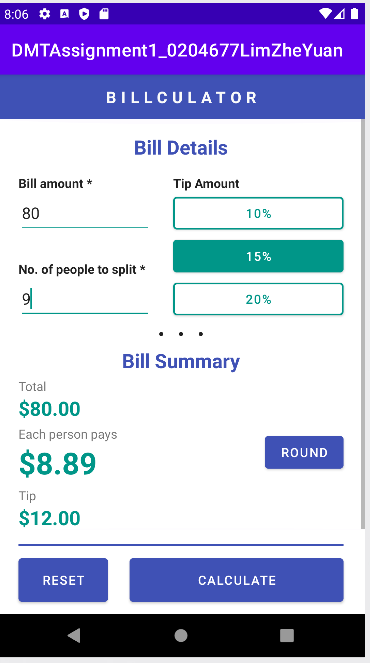 8:06
DMTAssignment1_0204677LimZheYuan
BILLCULATOR
Bill Details
Bill amount *
80
Tip Amount
10%
15%
20%
No. of people to split *
9
Bill Summary
Total
$80.00
Each person pays
$8.89
ROUND
Tip
$12.00
RESET
CALCULATE